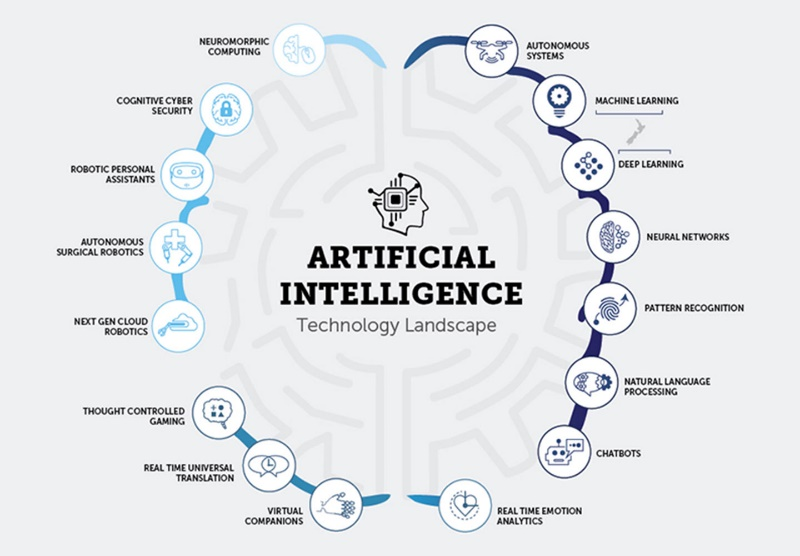 NEUROMORPHIC
COMPUTING
COGNITIVE CYBER
SECURITY
ROBOTIC PERSONAL
ASSISTANTS
AUTONOMOUS
SURGICAL ROBOTICS
NEXT GEN CLOUD
ROBOTICS
THOUGHT CONTROLLED
GAMING
REAL TIME UNIVERSAL
TRANSLATION
VIRTUAL
COMPANIONS
ARTIFICIAL
INTELLIGENCE
Technology Landscape
AUTONOMOUS
SYSTEMS
MACHINE LEARNING
DEEP LEARNING
NEURAL NETWORKS
PATTERN RECOGNITION
NATURAL LANGUAGE
PROCESSING
CHATBOTS
REAL TIME EMOTION
ANALYTICS